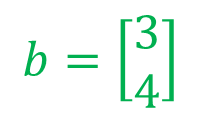 b = [3
4]